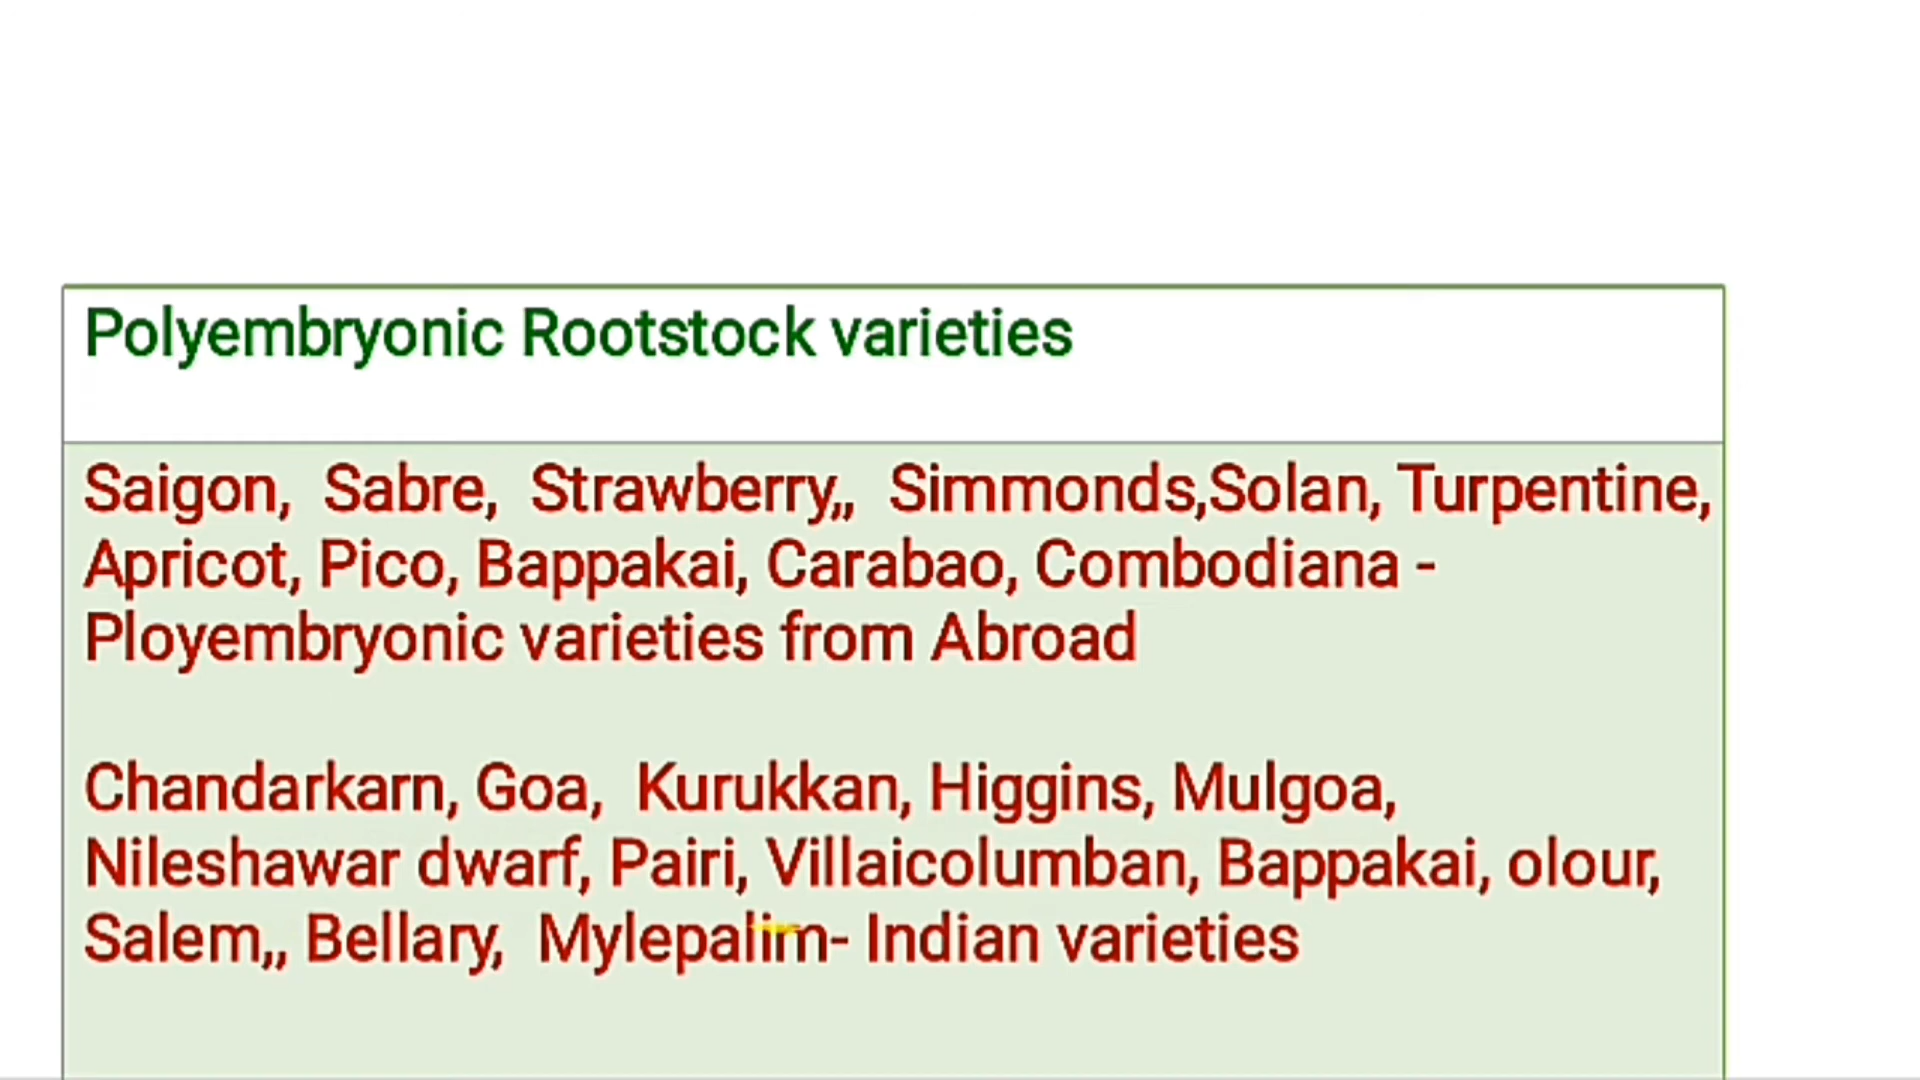 Polyembryonic Rootstock varieties
Saigon, Sabre, Strawberry,, Simmonds,Solan, Turpentine,
Apricot, Pico, Bappakai, Carabao, Combodiana -
Ployembryonic varieties from Abroad
Chandarkarn, Goa, Kurukkan, Higgins, Mulgoa,
Nileshawar dwarf, Pairi, Villaicolumban, Bappakai, olour,
Salem,, Bellary, Mylepalim- Indian varieties